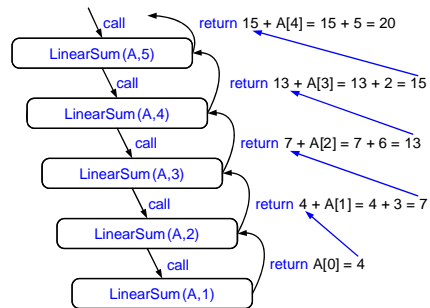 call
return 15 + A[4] = 15 + 5 = 20
LinearSum (A,5)
call
return 13 + A[3] = 13 + 2 = 15
LinearSum (A,4)
call
return 7 + A[2] = 7 + 6 = 13
LinearSum (A,3)
call
return 4 + A[1] = 4 + 3 = 7
LinearSum (A,2)
call
return A[0] = 4
LinearSum (A,1)